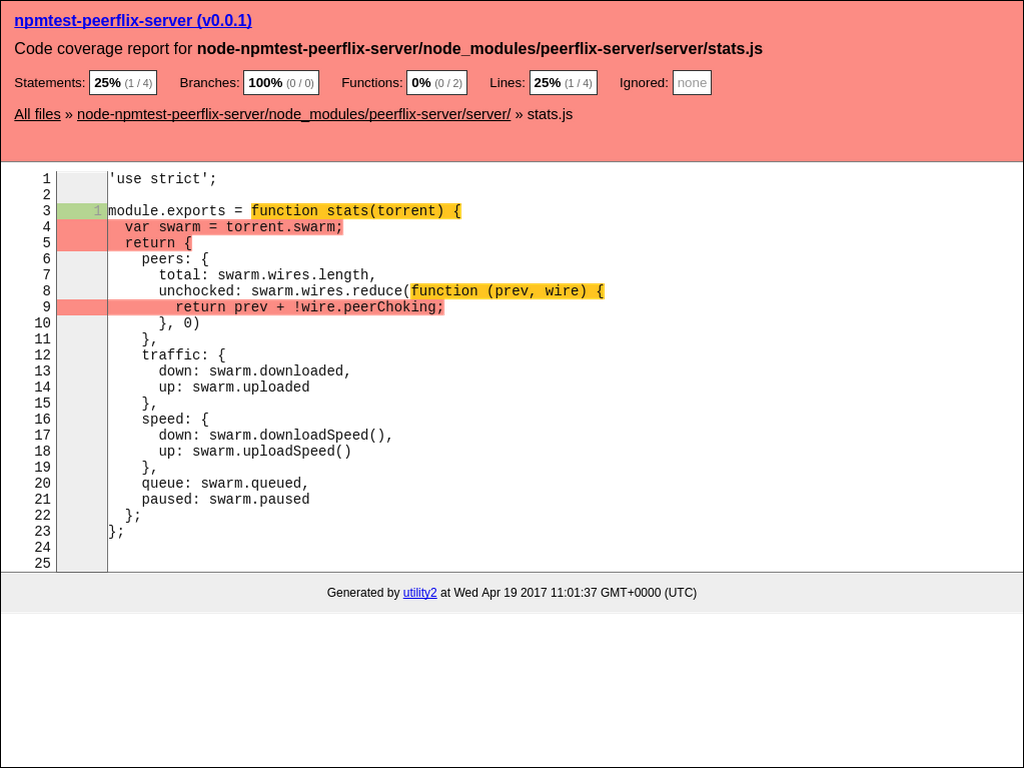 npmtest-peerflix-server (v0.0.1)
Code coverage report for node-npmtest-peerflix-server/node_modules/peerflix-server/server/stats.js
Statements: 25% (1 / 4) Branches: 100% (0 / 0) Functions: 0% (0 / 2) Lines: 25% (1 / 4) Ignored: none
All files » node-npmtest-peerflix-server/node_modules/peerflix-server/server/ » stats.js
1 'use strict';
2
3 1 module.exports = function stats(torrent) {
4   var swarm = torrent.swarm;
5   return {
6     peers: {
7       total: swarm.wires.length,
8       unchocked: swarm.wires.reduce(function (prev, wire) {
9         return prev + !wire.peerChoking;
10       }, 0)
11     },
12     traffic: {
13       down: swarm.downloaded,
14       up: swarm.uploaded
15     },
16     speed: {
17       down: swarm.downloadSpeed(),
18       up: swarm.uploadSpeed()
19     },
20     queue: swarm.queued,
21     paused: swarm.paused
22   };
23 };
24
25
Generated by utility2 at Wed Apr 19 2017 11:01:37 GMT+0000 (UTC)